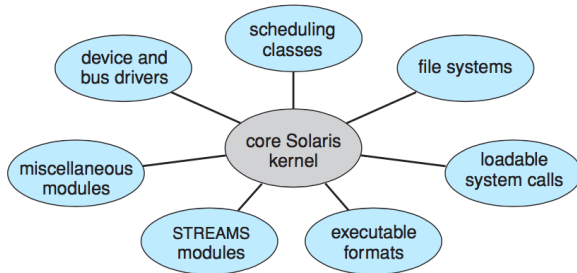 scheduling
classes
device and
bus drivers
file systems
core Solaris
kernel
miscellaneous
modules
loadable
system calls
STREAMS
modules
executable
formats